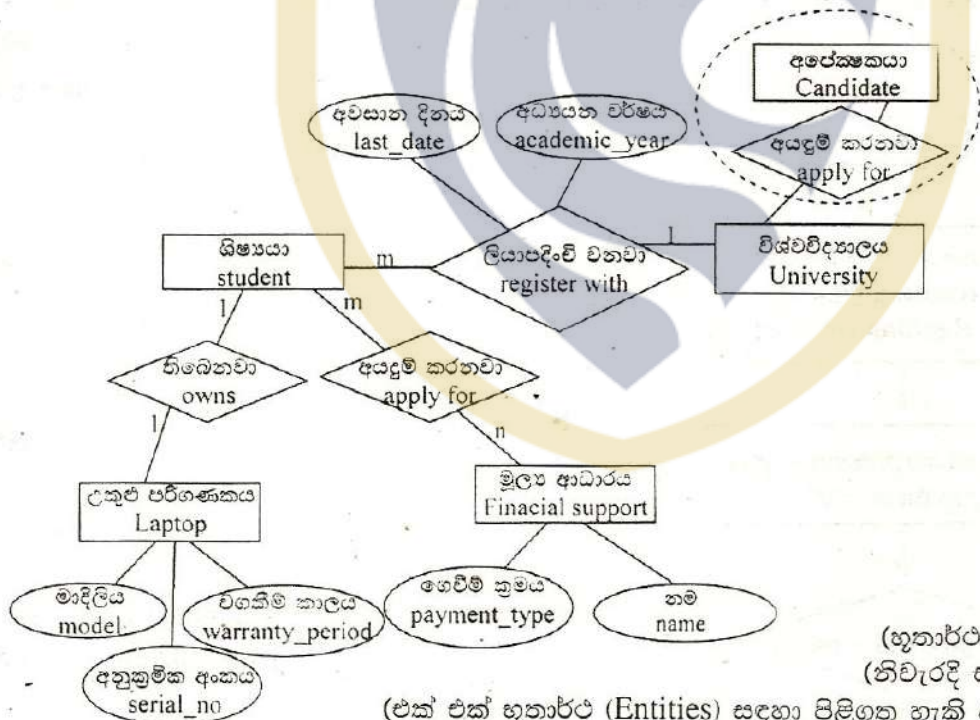 අපේක්ෂකයා
Candidate
අවසාන දිනය
last_date
අධ්‍යයන වර්ෂය
academic_year
අයදුම් කරනවා
apply for
ශිෂ්‍යයා
student
m
ලියාපදිංචි වනවා
register with
1
විශ්වවිද්‍යාලය
University
1
m
තිබෙනවා
owns
අයදුම් කරනවා
apply for
1
n
උකුළු පරිගණකය
Laptop
මූල්‍ය ආධාරය
Finacial support
මාදිලිය
model
වගකීම් කාලය
warranty_period
ගෙවීම් ක්‍රමය
payment_type
නම
name
අනුක්‍රමික අංකය
serial_no
(භූතාර්ථ
(නිවැරදි
(එක් එක් භූතාර්ථ (Entities) සඳහා පිළිගත හැකි